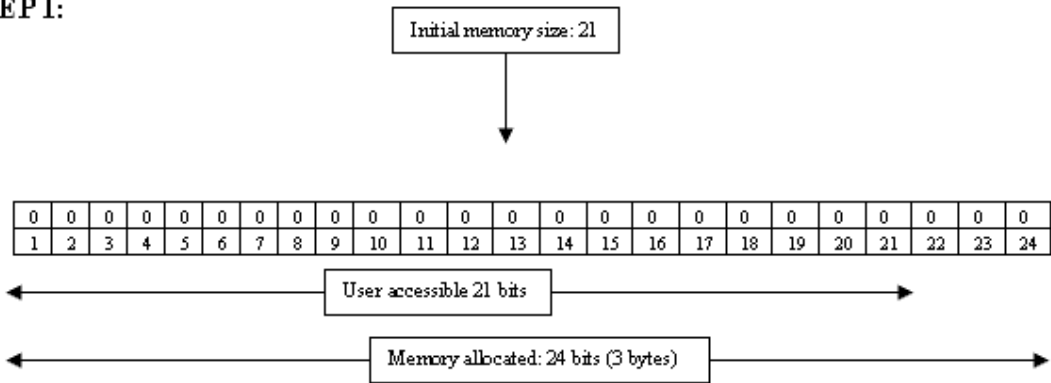 EP 1:
Initial memory size: 21
0 0 0 0 0 0 0 0 0 0 0 0 0 0 0 0 0 0 0 0 0 0 0 0
1 2 3 4 5 6 7 8 9 10 11 12 13 14 15 16 17 18 19 20 21 22 23 24
User accessible 21 bits
Memory allocated: 24 bits (3 bytes)